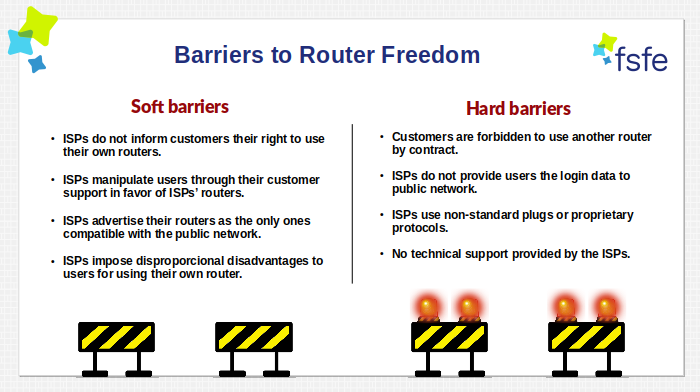 Barriers to Router Freedom
fsfe
Soft barriers
• ISPs do not inform customers their right to use
their own routers.
• ISPs manipulate users through their customer
support in favor of ISPs’ routers.
• ISPs advertise their routers as the only ones
compatible with the public network.
• ISPs impose disproporcional disadvantages to
users for using their own router.
Hard barriers
• Customers are forbidden to use another router
by contract.
• ISPs do not provide users the login data to
public network.
• ISPs use non-standard plugs or proprietary
protocols.
• No technical support provided by the ISPs.